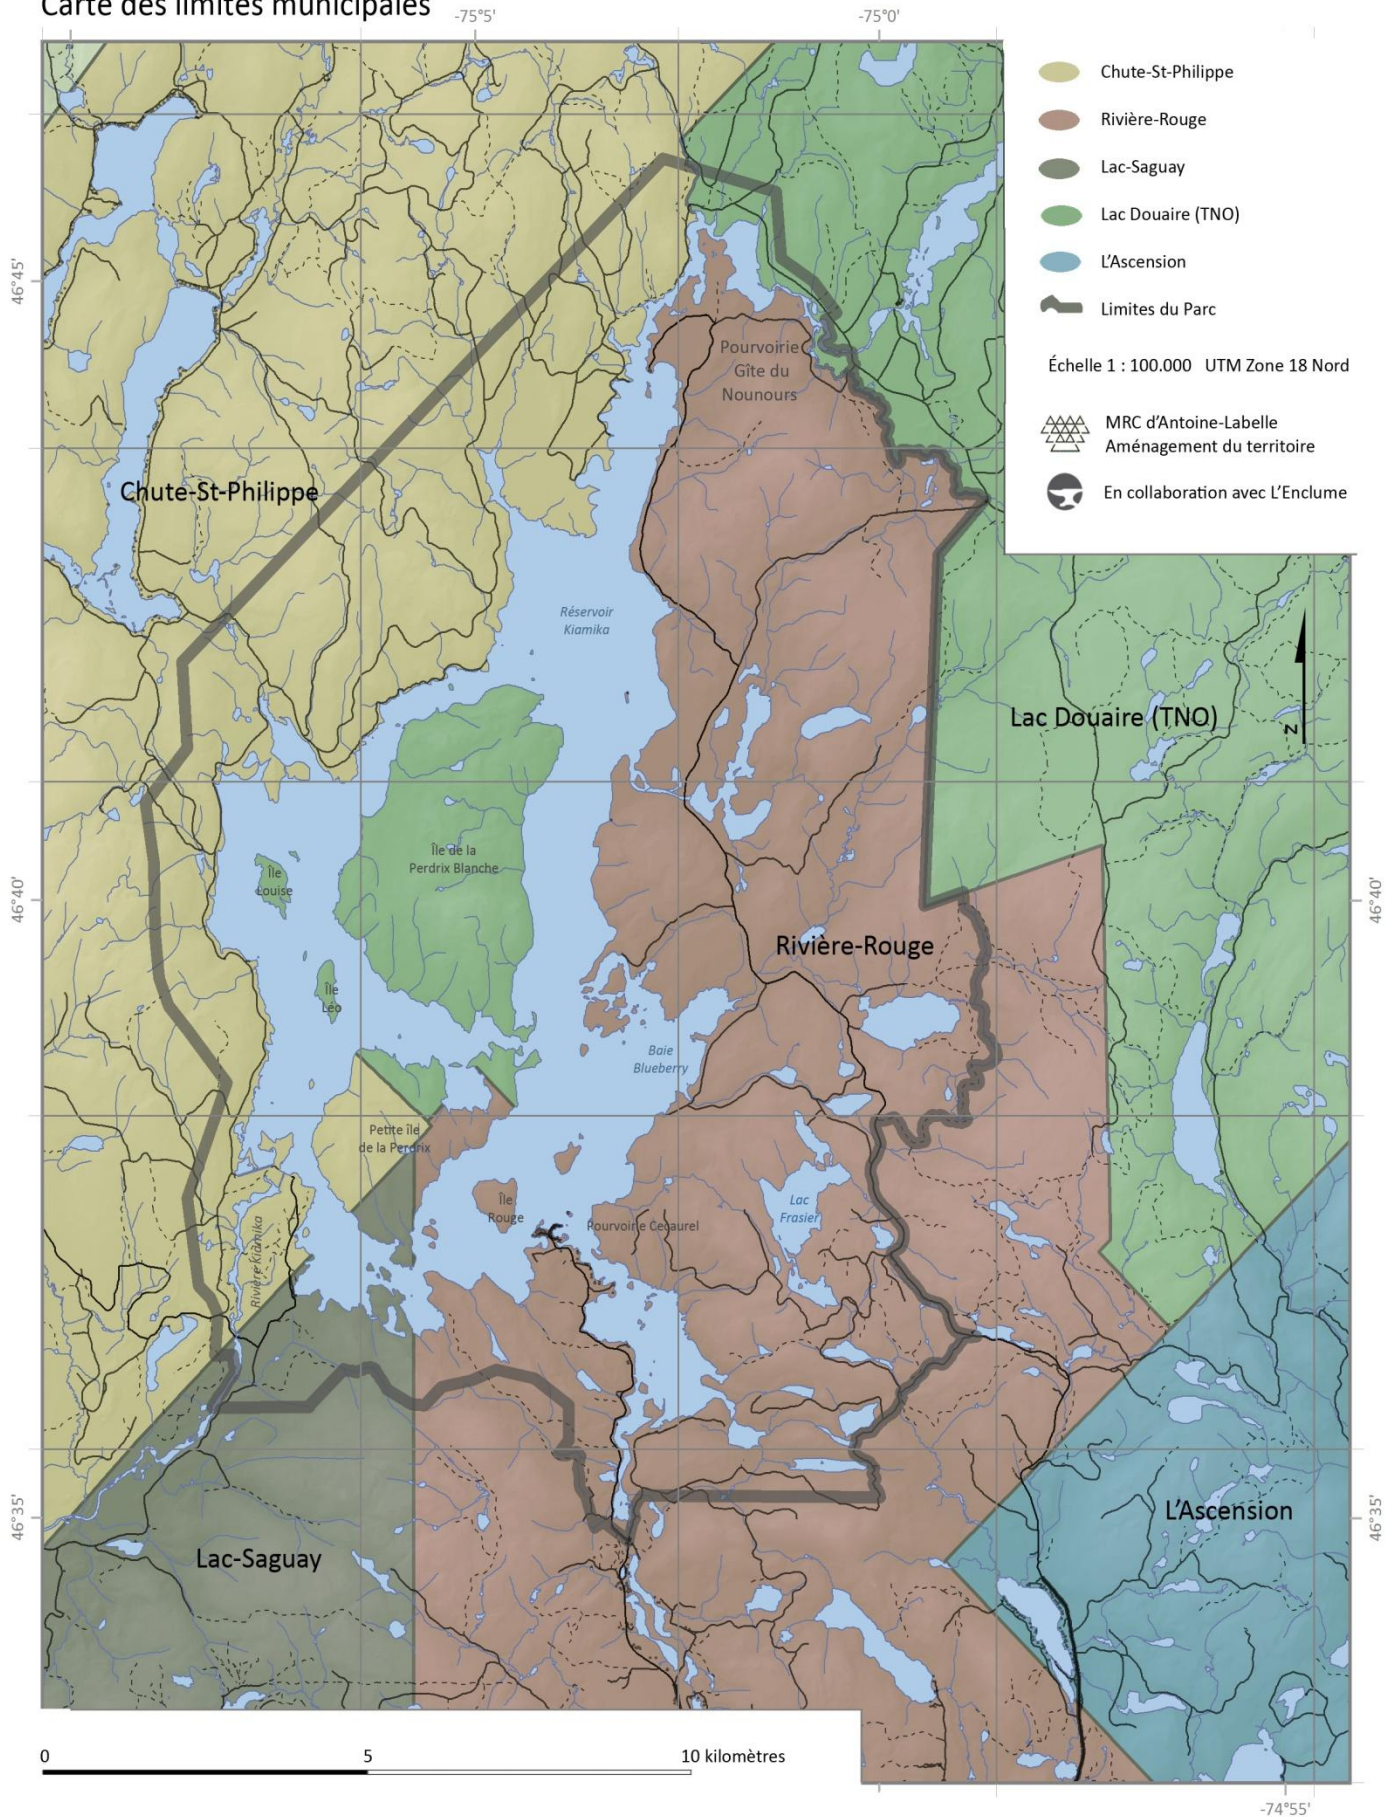 Carte des limites municipales
-75°5'
-75°0'
Chute-St-Philippe
Rivière-Rouge
Lac-Saguay
Lac Douaire (TNO)
L'Ascension
Limites du Parc
Échelle 1 : 100.000 UTM Zone 18 Nord
MRC d'Antoine-Labelle
Aménagement du territoire
En collaboration avec L'Enclume
46°45'
Pourvoirie
Gîte du
Nounours
Chute-St-Philippe
Réservoir
Kiamika
Lac Douaire (TNO)
N
Île de la
Perdrix Blanche
Île
Louise
46°40'
46°40'
Rivière-Rouge
Île
Léo
Baie
Blueberry
Petite île
de la Perdrix
Île
Rouge
Pourvoirie Cécaurel
Lac
Frasier
Rivière Kiamika
46°35'
46°35'
L'Ascension
Lac-Saguay
0
5
10 kilomètres
-74°55'